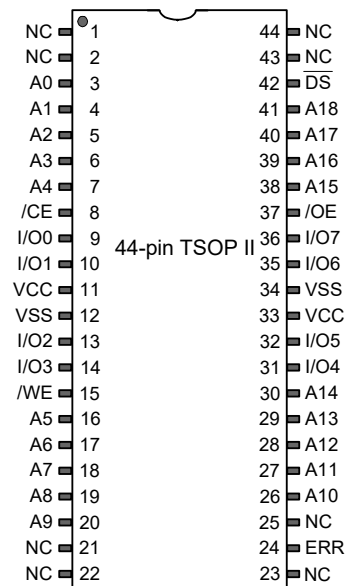 NC 1 44 NC
NC 2 43 NC
A0 3 42 D̅S̅
A1 4 41 A18
A2 5 40 A17
A3 6 39 A16
A4 7 38 A15
/CE 8 37 /OE
I/O0 9 44-pin TSOP II 36 I/O7
I/O1 10 35 I/O6
VCC 11 34 VSS
VSS 12 33 VCC
I/O2 13 32 I/O5
I/O3 14 31 I/O4
/WE 15 30 A14
A5 16 29 A13
A6 17 28 A12
A7 18 27 A11
A8 19 26 A10
A9 20 25 NC
NC 21 24 ERR
NC 22 23 NC